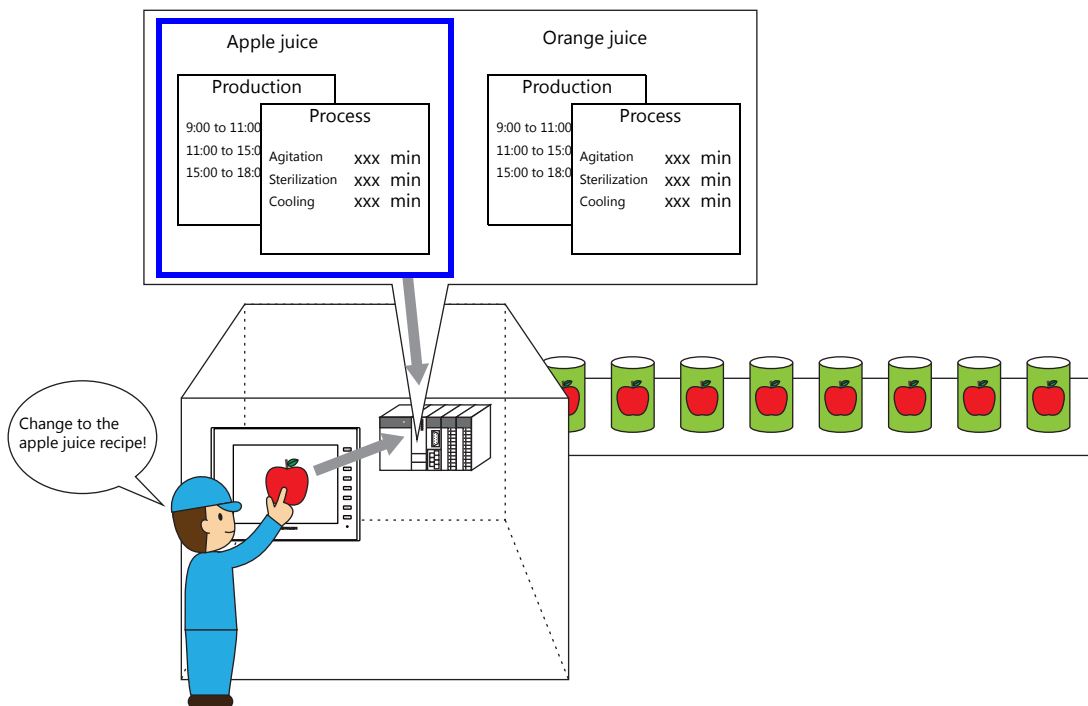 Apple juice
Production
9:00 to 11:00
11:00 to 15:0
15:00 to 18:0
Process
Agitation xxx min
Sterilization xxx min
Cooling xxx min
Orange juice
Production
9:00 to 11:00
11:00 to 15:0
15:00 to 18:0
Process
Agitation xxx min
Sterilization xxx min
Cooling xxx min
Change to the
apple juice recipe!